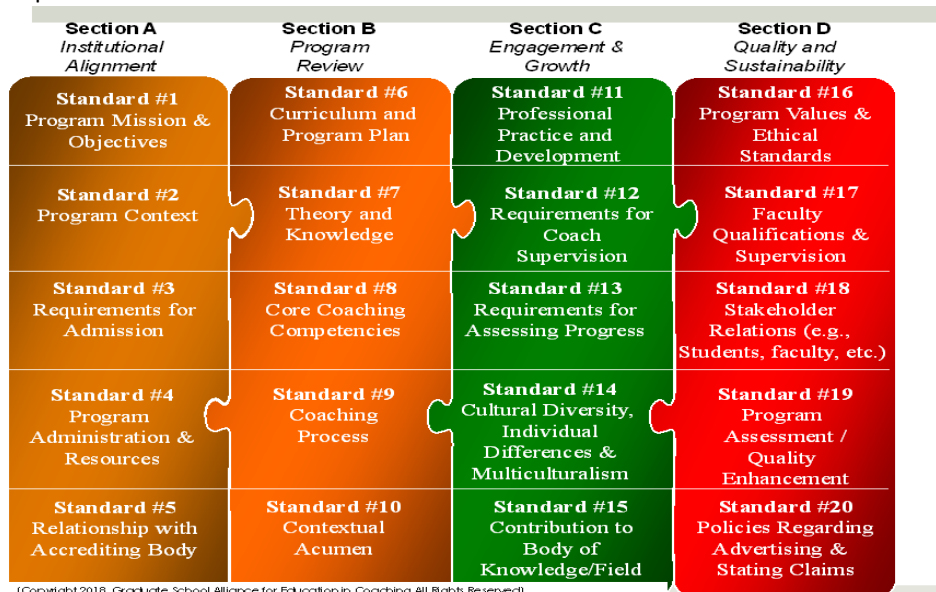 Section A
Institutional
Alignment
Standard #1
Program Mission &
Objectives
Standard #2
Program Context
Standard #3
Requirements for
Admission
Standard #4
Program
Administration &
Resources
Standard #5
Relationship with
Accrediting Body
Section B
Program
Review
Standard #6
Curriculum and
Program Plan
Standard #7
Theory and
Knowledge
Standard #8
Core Coaching
Competencies
Standard #9
Coaching
Process
Standard #10
Contextual
Acumen
Section C
Engagement &
Growth
Standard #11
Professional
Practice and
Development
Standard #12
Requirements for
Coach
Supervision
Standard #13
Requirements for
Assessing Progress
Standard #14
Cultural Diversity,
Individual
Differences &
Multiculturalism
Standard #15
Contribution to
Body of
Knowledge/Field
Section D
Quality and
Sustainability
Standard #16
Program Values &
Ethical
Standards
Standard #17
Faculty
Qualifications &
Supervision
Standard #18
Stakeholder
Relations (e.g.,
Students, faculty, etc.)
Standard #19
Program
Assessment /
Quality
Enhancement
Standard #20
Policies Regarding
Advertising &
Stating Claims
(Copyright 2018, Graduate School Alliance for Education in Coaching All Rights Reserved)